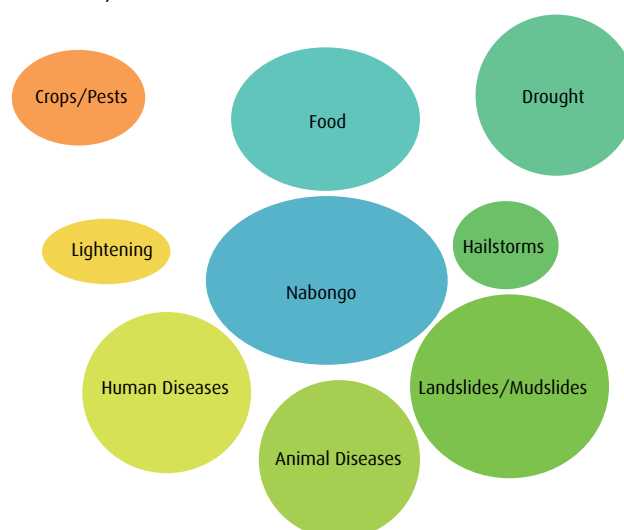 Crops/Pests
Food
Drought
Lightening
Hailstorms
Nabongo
Human Diseases
Landslides/Mudslides
Animal Diseases